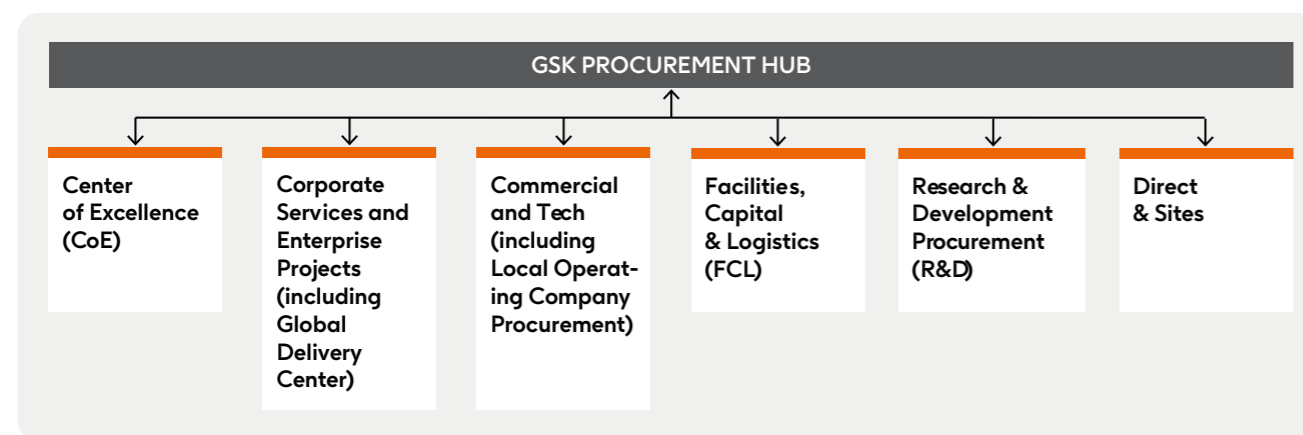 GSK PROCUREMENT HUB
Center
of Excellence
(CoE)
Corporate
Services and
Enterprise
Projects
(including
Global
Delivery
Center)
Commercial
and Tech
(including
Local Operat-
ing Company
Procurement)
Facilities,
Capital
& Logistics
(FCL)
Research &
Development
Procurement
(R&D)
Direct
& Sites